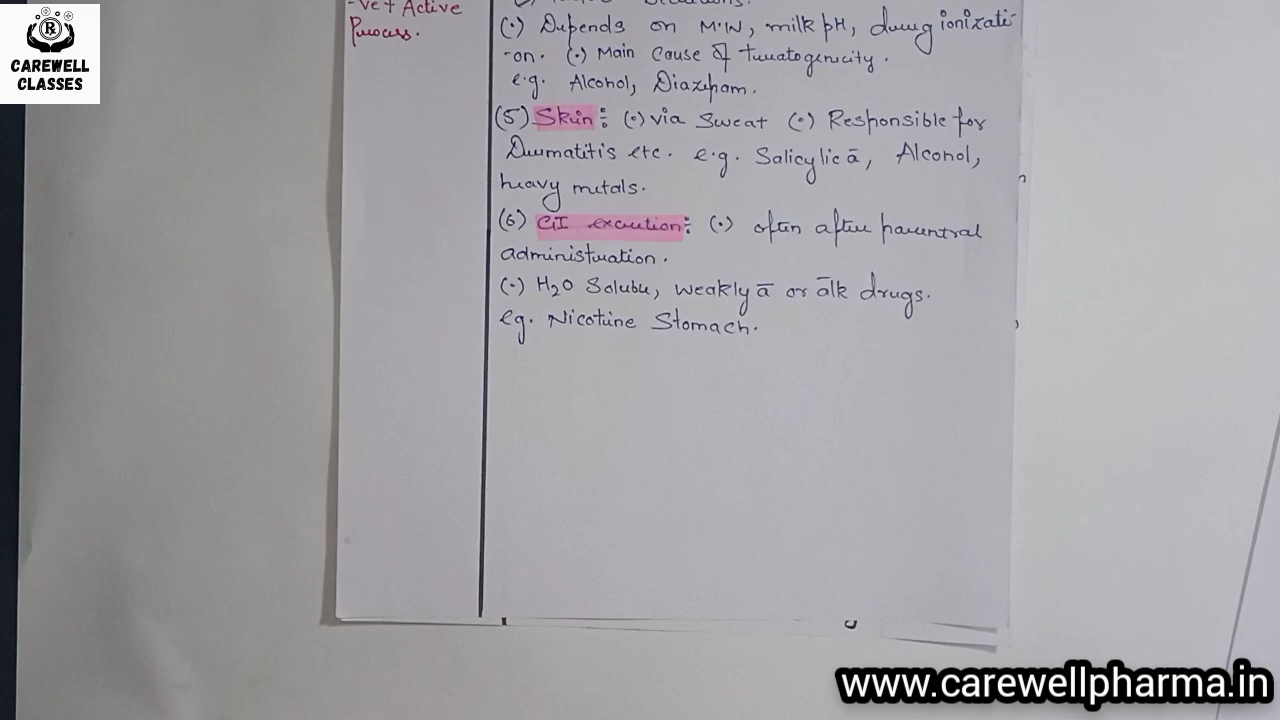 CAREWELL
CLASSES
-ve + Active
Process.
(•) Depends on M·W, milk pH, drug ionizati-
-on. (•) Main Cause of teratogenicity.
e.g. Alcohol, Diazepam.
(5) Skin: (•) via Sweat (•) Responsible for
Dermatitis etc. e.g. Salicylic ā, Alcohol,
heavy metals.
(6) GI excretion: (•) often after parentral
administration.
(•) H2O Soluble, weakly ā or ālk drugs.
eg. Nicotine Stomach.
www.carewellpharma.in